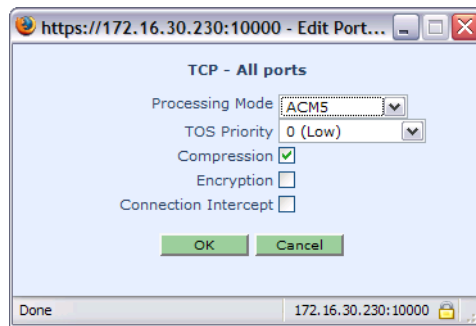 https://172.16.30.230:10000 - Edit Port...
TCP - All ports
Processing Mode ACM5
TOS Priority 0 (Low)
Compression
Encryption
Connection Intercept
OK Cancel
Done 172.16.30.230:10000